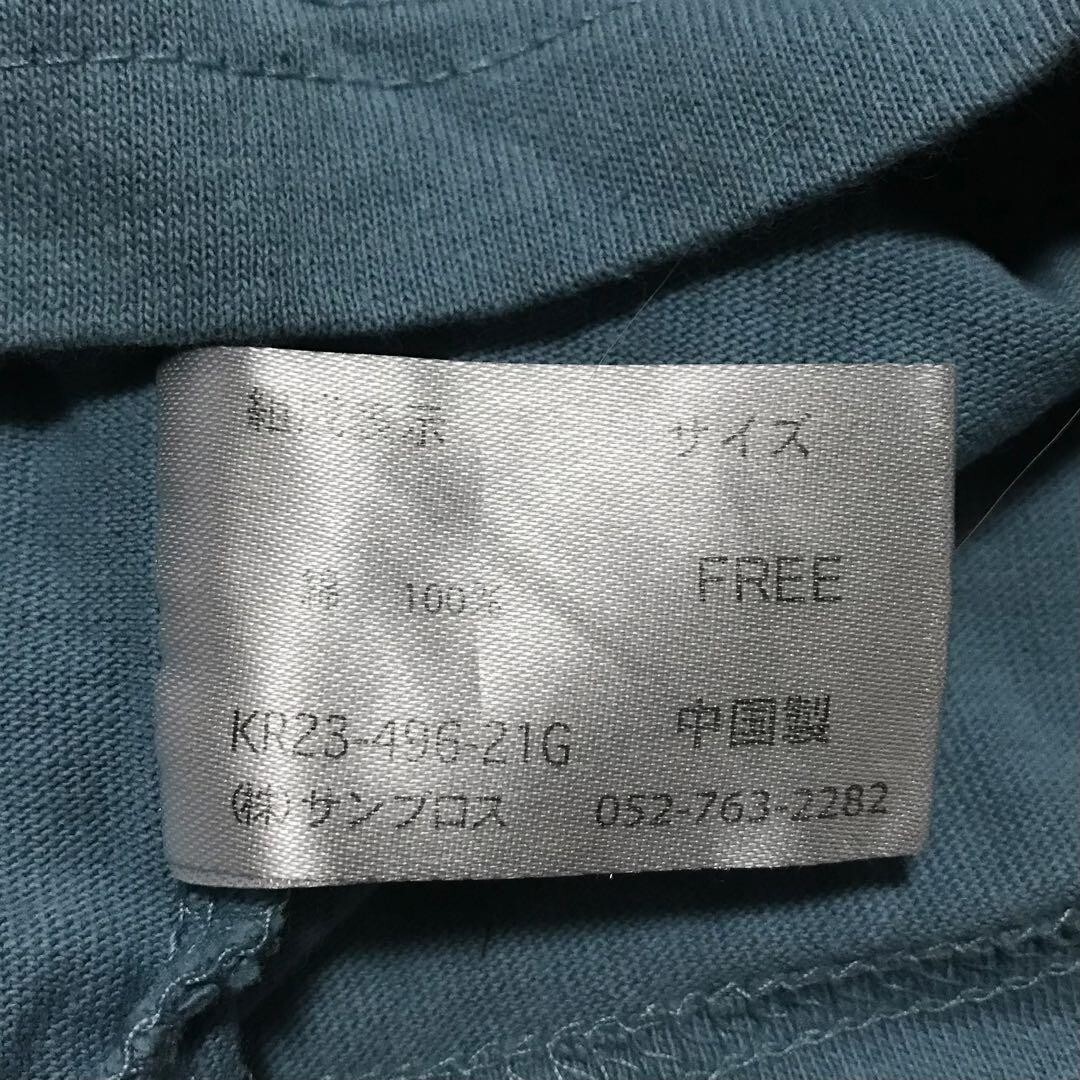 組成表示 サイズ
綿 100% FREE
KR23-496-21G 中国製
(株)サンブロス 052-763-2282